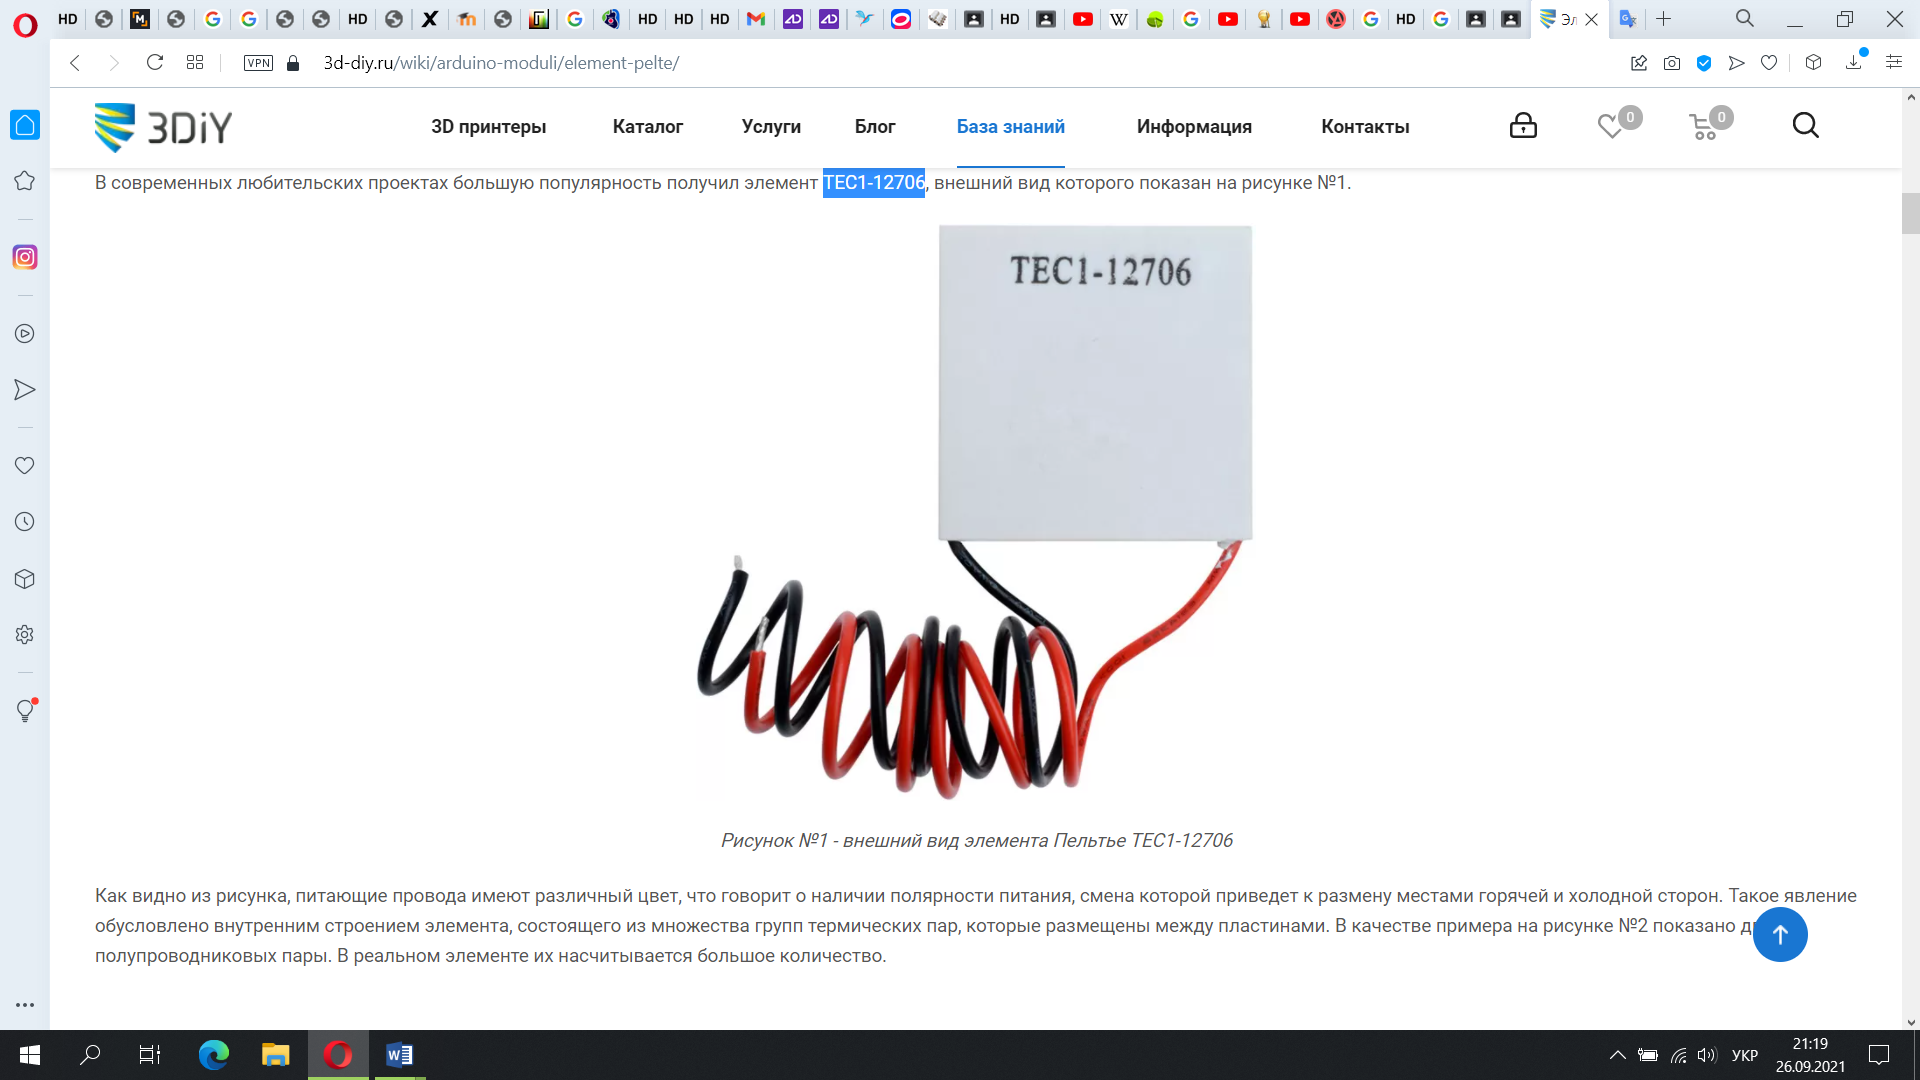 HD HD HD HD HD HD HD Эл
VPN 3d-diy.ru/wiki/arduino-moduli/element-pelte/
3DiY 3D принтеры Каталог Услуги Блог База знаний Информация Контакты 0 0
В современных любительских проектах большую популярность получил элемент TEC1-12706, внешний вид которого показан на рисунке №1.
TEC1-12706
Рисунок №1 - внешний вид элемента Пельтье TEC1-12706
Как видно из рисунка, питающие провода имеют различный цвет, что говорит о наличии полярности питания, смена которой приведет к размену местами горячей и холодной сторон. Такое явление
обусловлено внутренним строением элемента, состоящего из множества групп термических пар, которые размещены между пластинами. В качестве примера на рисунке №2 показано
полупроводниковых пары. В реальном элементе их насчитывается большое количество.
УКР 21:19
26.09.2021